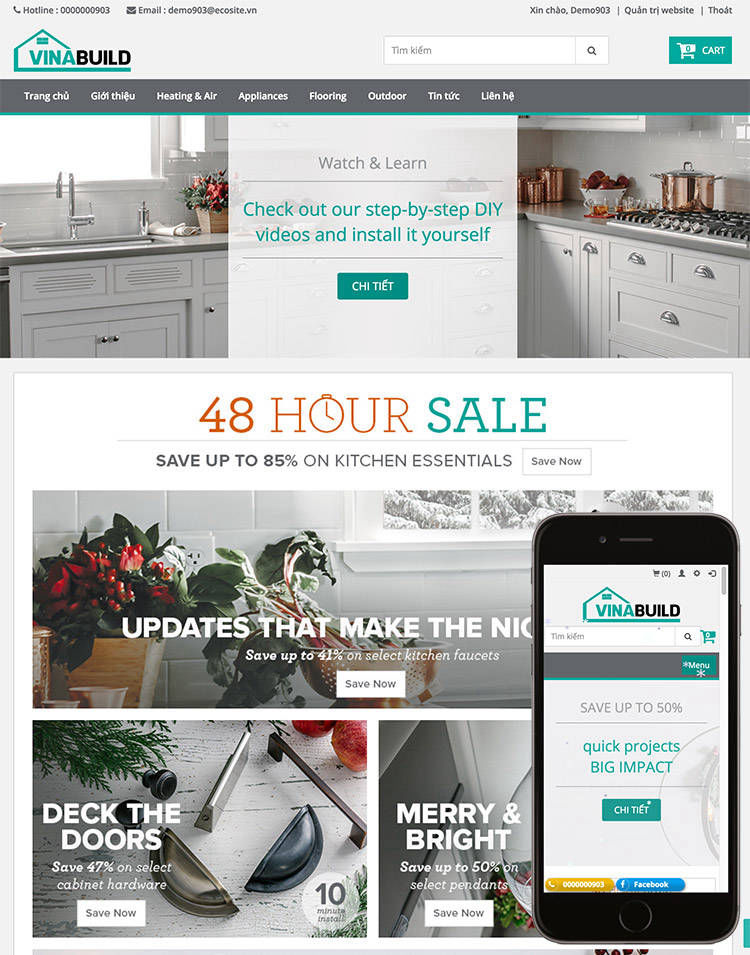 Hotline : 0000000903
Email : demo903@ecosite.vn
Xin chào, Demo903 | Quản trị website | Thoát
VINABUILD
Tìm kiếm
0 CART
Trang chủ Giới thiệu Heating & Air Appliances Flooring Outdoor Tin tức Liên hệ
Watch & Learn
Check out our step-by-step DIY
videos and install it yourself
CHI TIẾT
48 HOUR SALE
SAVE UP TO 85% ON KITCHEN ESSENTIALS Save Now
UPDATES THAT MAKE THE NIC
Save up to 41% on select kitchen faucets
Save Now
DECK THE
DOORS
Save 47% on select
cabinet hardware
Save Now
10
minute
install
MERRY &
BRIGHT
Save up to 50% on
select pendants
Save Now
(0)
VINABUILD
Tìm kiếm
0
Menu
SAVE UP TO 50%
quick projects
BIG IMPACT
CHI TIẾT
0000000903
Facebook